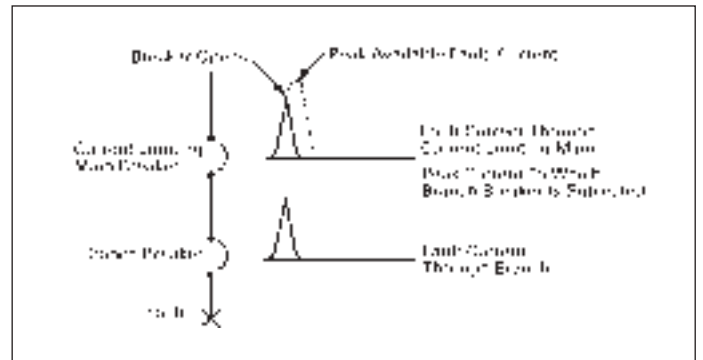 Breaker Opens
Peak Available Fault Current
Current Limiting
Main Breaker
Fault Current Through
Current Limiting Main
Peak Current To Which
Branch Breaker Is Subjected
Branch Breaker
Fault Current
Through Branch
Fault